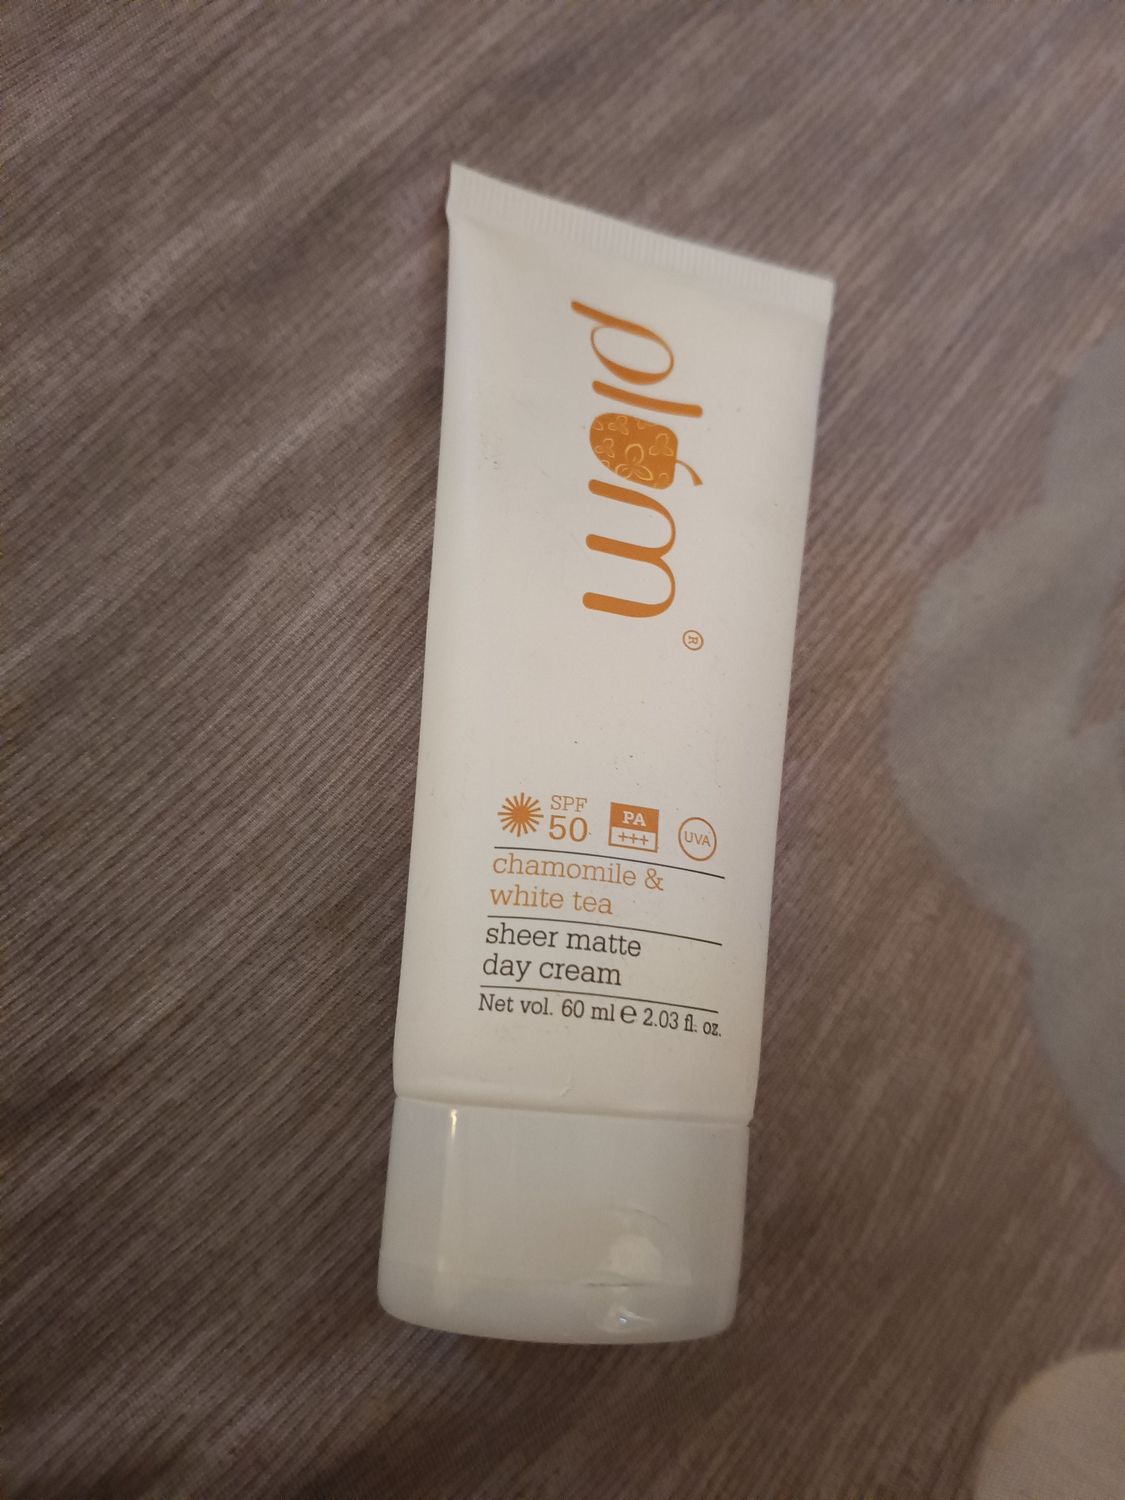 plum®
SPF
50
PA
+++
UVA
chamomile &
white tea
sheer matte
day cream
Net vol. 60 ml e 2.03 fl. oz.